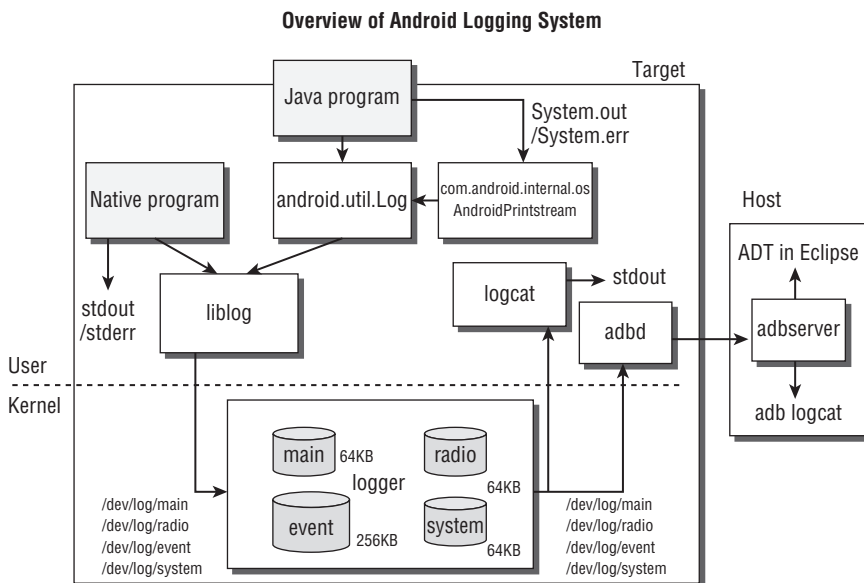 Overview of Android Logging System
Target
Java program
System.out
/System.err
Native program
android.util.Log
com.android.internal.os
AndroidPrintstream
Host
ADT in Eclipse
stdout
/stderr
liblog
logcat
stdout
adbd
adbserver
adb logcat
User
Kernel
main
64KB
radio
64KB
logger
event
256KB
system
64KB
/dev/log/main
/dev/log/radio
/dev/log/event
/dev/log/system
/dev/log/main
/dev/log/radio
/dev/log/event
/dev/log/system